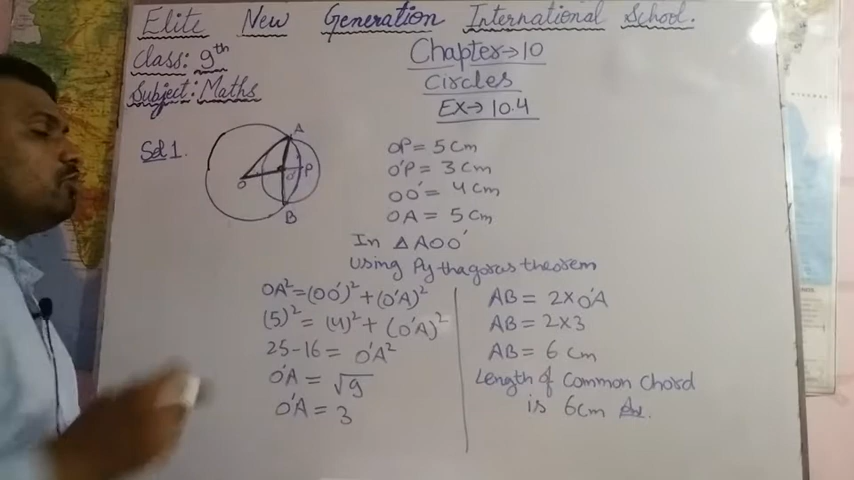 Elite New Generation International School.
Class: 9th
Subject: Maths
Chapter→10
Circles
EX→ 10.4
Sol 1.
A
O
O'
P
B
OP = 5 Cm
O'P = 3 Cm
OO' = 4 Cm
OA = 5 Cm
In △AOO'
Using Pythagoras theorem
OA² = (OO')² + (O'A)²
(5)² = (4)² + (O'A)²
25-16 = O'A²
O'A = √9
O'A = 3
AB = 2×O'A
AB = 2×3
AB = 6 Cm
Length of Common Chord
is 6cm Ans.